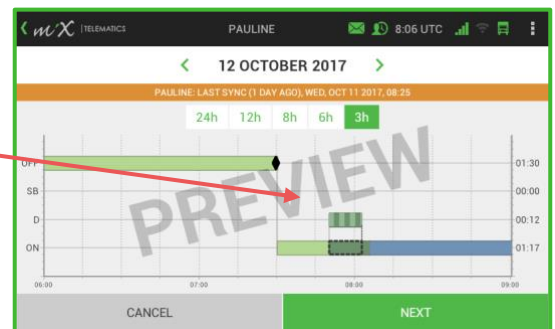 miX | TELEMATICS PAULINE 8:06 UTC
12 OCTOBER 2017
PAULINE: LAST SYNC (1 DAY AGO), WED, OCT 11 2017, 08:25
24h 12h 8h 6h 3h
PREVIEW
OFF 01:30
SB 00:00
D 00:12
ON 01:17
06:00 07:00 08:00 09:00
CANCEL NEXT